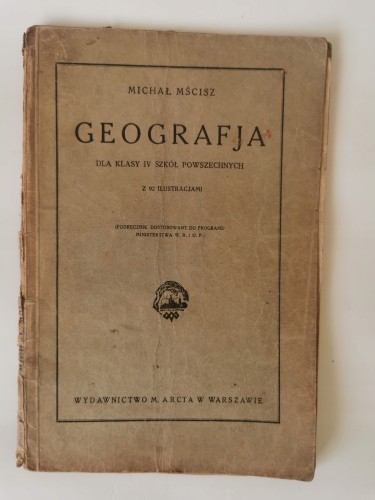 MICHAŁ MŚCISZ
GEOGRAFJA
DLA KLASY IV SZKÓŁ POWSZECHNYCH
Z 92 ILUSTRACJAMI
(PODRĘCZNIK DOSTOSOWANY DO PROGRAMU
MINISTERSTWA W. R. I O. P.)
WYDAWNICTWO M. ARCTA W WARSZAWIE